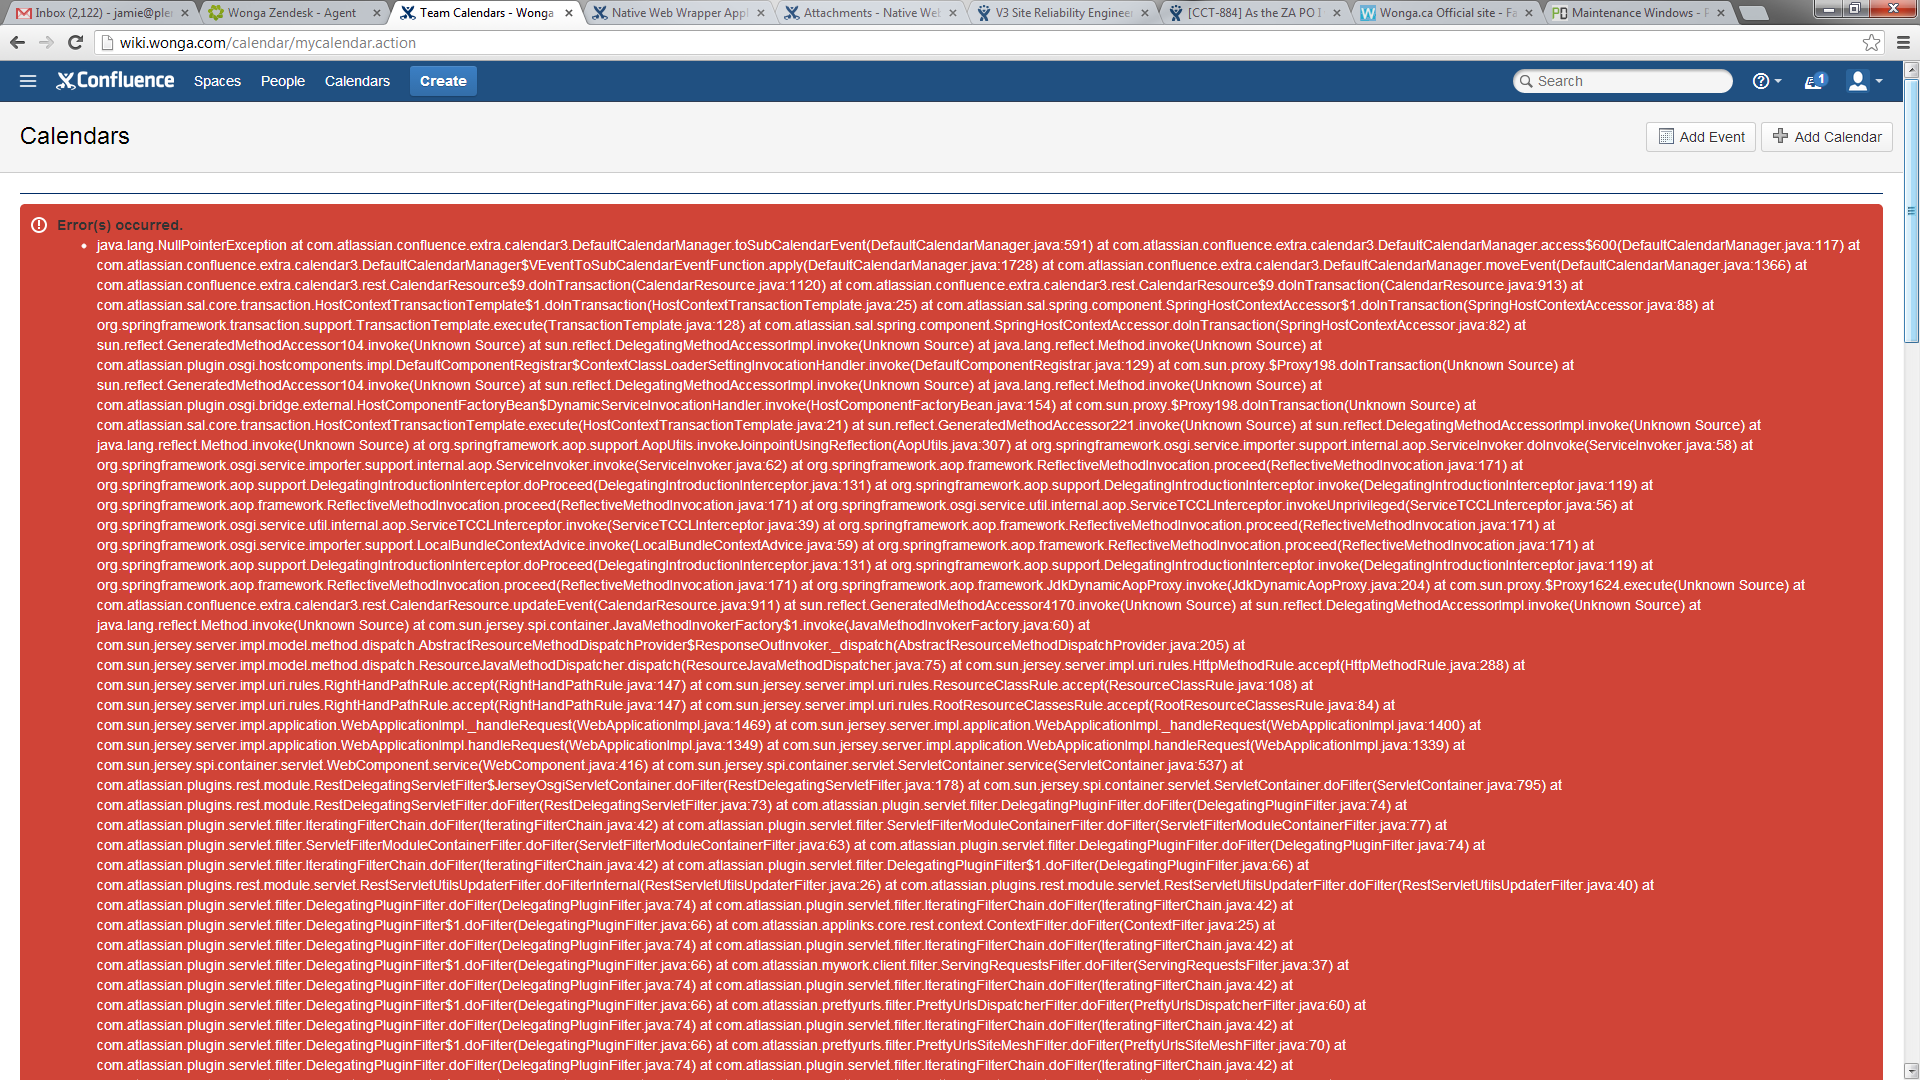 Inbox (2,122) - jamie@ple
Wonga Zendesk - Agent
Team Calendars - Wonga
Native Web Wrapper Appl
Attachments - Native Web
V3 Site Reliability Engineer
[CCT-884] As the ZA PO I
Wonga.ca Official site - Fa
Maintenance Windows - P
wiki.wonga.com/calendar/mycalendar.action
Confluence Spaces People Calendars Create Search 1
Calendars
Add Event Add Calendar
Error(s) occurred.
java.lang.NullPointerException at com.atlassian.confluence.extra.calendar3.DefaultCalendarManager.toSubCalendarEvent(DefaultCalendarManager.java:591) at com.atlassian.confluence.extra.calendar3.DefaultCalendarManager.access$600(DefaultCalendarManager.java:117) at
com.atlassian.confluence.extra.calendar3.DefaultCalendarManager$VEventToSubCalendarEventFunction.apply(DefaultCalendarManager.java:1728) at com.atlassian.confluence.extra.calendar3.DefaultCalendarManager.moveEvent(DefaultCalendarManager.java:1366) at
com.atlassian.confluence.extra.calendar3.rest.CalendarResource$9.doInTransaction(CalendarResource.java:1120) at com.atlassian.confluence.extra.calendar3.rest.CalendarResource$9.doInTransaction(CalendarResource.java:913) at
com.atlassian.sal.core.transaction.HostContextTransactionTemplate$1.doInTransaction(HostContextTransactionTemplate.java:25) at com.atlassian.sal.spring.component.SpringHostContextAccessor$1.doInTransaction(SpringHostContextAccessor.java:88) at
org.springframework.transaction.support.TransactionTemplate.execute(TransactionTemplate.java:128) at com.atlassian.sal.spring.component.SpringHostContextAccessor.doInTransaction(SpringHostContextAccessor.java:82) at
sun.reflect.GeneratedMethodAccessor104.invoke(Unknown Source) at sun.reflect.DelegatingMethodAccessorImpl.invoke(Unknown Source) at java.lang.reflect.Method.invoke(Unknown Source) at
com.atlassian.plugin.osgi.hostcomponents.impl.DefaultComponentRegistrar$ContextClassLoaderSettingInvocationHandler.invoke(DefaultComponentRegistrar.java:129) at com.sun.proxy.$Proxy198.doInTransaction(Unknown Source) at
sun.reflect.GeneratedMethodAccessor104.invoke(Unknown Source) at sun.reflect.DelegatingMethodAccessorImpl.invoke(Unknown Source) at java.lang.reflect.Method.invoke(Unknown Source) at
com.atlassian.plugin.osgi.bridge.external.HostComponentFactoryBean$DynamicServiceInvocationHandler.invoke(HostComponentFactoryBean.java:154) at com.sun.proxy.$Proxy198.doInTransaction(Unknown Source) at
com.atlassian.sal.core.transaction.HostContextTransactionTemplate.execute(HostContextTransactionTemplate.java:21) at sun.reflect.GeneratedMethodAccessor221.invoke(Unknown Source) at sun.reflect.DelegatingMethodAccessorImpl.invoke(Unknown Source) at
java.lang.reflect.Method.invoke(Unknown Source) at org.springframework.aop.support.AopUtils.invokeJoinpointUsingReflection(AopUtils.java:307) at org.springframework.osgi.service.importer.support.internal.aop.ServiceInvoker.doInvoke(ServiceInvoker.java:58) at
org.springframework.osgi.service.importer.support.internal.aop.ServiceInvoker.invoke(ServiceInvoker.java:62) at org.springframework.aop.framework.ReflectiveMethodInvocation.proceed(ReflectiveMethodInvocation.java:171) at
org.springframework.aop.support.DelegatingIntroductionInterceptor.doProceed(DelegatingIntroductionInterceptor.java:131) at org.springframework.aop.support.DelegatingIntroductionInterceptor.invoke(DelegatingIntroductionInterceptor.java:119) at
org.springframework.aop.framework.ReflectiveMethodInvocation.proceed(ReflectiveMethodInvocation.java:171) at org.springframework.osgi.service.util.internal.aop.ServiceTCCLInterceptor.invokeUnprivileged(ServiceTCCLInterceptor.java:56) at
org.springframework.osgi.service.util.internal.aop.ServiceTCCLInterceptor.invoke(ServiceTCCLInterceptor.java:39) at org.springframework.aop.framework.ReflectiveMethodInvocation.proceed(ReflectiveMethodInvocation.java:171) at
org.springframework.osgi.service.importer.support.LocalBundleContextAdvice.invoke(LocalBundleContextAdvice.java:59) at org.springframework.aop.framework.ReflectiveMethodInvocation.proceed(ReflectiveMethodInvocation.java:171) at
org.springframework.aop.support.DelegatingIntroductionInterceptor.doProceed(DelegatingIntroductionInterceptor.java:131) at org.springframework.aop.support.DelegatingIntroductionInterceptor.invoke(DelegatingIntroductionInterceptor.java:119) at
org.springframework.aop.framework.ReflectiveMethodInvocation.proceed(ReflectiveMethodInvocation.java:171) at org.springframework.aop.framework.JdkDynamicAopProxy.invoke(JdkDynamicAopProxy.java:204) at com.sun.proxy.$Proxy1624.execute(Unknown Source) at
com.atlassian.confluence.extra.calendar3.rest.CalendarResource.updateEvent(CalendarResource.java:911) at sun.reflect.GeneratedMethodAccessor4170.invoke(Unknown Source) at sun.reflect.DelegatingMethodAccessorImpl.invoke(Unknown Source) at
java.lang.reflect.Method.invoke(Unknown Source) at com.sun.jersey.spi.container.JavaMethodInvokerFactory$1.invoke(JavaMethodInvokerFactory.java:60) at
com.sun.jersey.server.impl.model.method.dispatch.AbstractResourceMethodDispatchProvider$ResponseOutInvoker._dispatch(AbstractResourceMethodDispatchProvider.java:205) at
com.sun.jersey.server.impl.model.method.dispatch.ResourceJavaMethodDispatcher.dispatch(ResourceJavaMethodDispatcher.java:75) at com.sun.jersey.server.impl.uri.rules.HttpMethodRule.accept(HttpMethodRule.java:288) at
com.sun.jersey.server.impl.uri.rules.RightHandPathRule.accept(RightHandPathRule.java:147) at com.sun.jersey.server.impl.uri.rules.ResourceClassRule.accept(ResourceClassRule.java:108) at
com.sun.jersey.server.impl.uri.rules.RightHandPathRule.accept(RightHandPathRule.java:147) at com.sun.jersey.server.impl.uri.rules.RootResourceClassesRule.accept(RootResourceClassesRule.java:84) at
com.sun.jersey.server.impl.application.WebApplicationImpl._handleRequest(WebApplicationImpl.java:1469) at com.sun.jersey.server.impl.application.WebApplicationImpl._handleRequest(WebApplicationImpl.java:1400) at
com.sun.jersey.server.impl.application.WebApplicationImpl.handleRequest(WebApplicationImpl.java:1349) at com.sun.jersey.server.impl.application.WebApplicationImpl.handleRequest(WebApplicationImpl.java:1339) at
com.sun.jersey.spi.container.servlet.WebComponent.service(WebComponent.java:416) at com.sun.jersey.spi.container.servlet.ServletContainer.service(ServletContainer.java:537) at
com.atlassian.plugins.rest.module.RestDelegatingServletFilter$JerseyOsgiServletContainer.doFilter(RestDelegatingServletFilter.java:178) at com.sun.jersey.spi.container.servlet.ServletContainer.doFilter(ServletContainer.java:795) at
com.atlassian.plugins.rest.module.RestDelegatingServletFilter.doFilter(RestDelegatingServletFilter.java:73) at com.atlassian.plugin.servlet.filter.DelegatingPluginFilter.doFilter(DelegatingPluginFilter.java:74) at
com.atlassian.plugin.servlet.filter.IteratingFilterChain.doFilter(IteratingFilterChain.java:42) at com.atlassian.plugin.servlet.filter.ServletFilterModuleContainerFilter.doFilter(ServletFilterModuleContainerFilter.java:77) at
com.atlassian.plugin.servlet.filter.ServletFilterModuleContainerFilter.doFilter(ServletFilterModuleContainerFilter.java:63) at com.atlassian.plugin.servlet.filter.DelegatingPluginFilter.doFilter(DelegatingPluginFilter.java:74) at
com.atlassian.plugin.servlet.filter.IteratingFilterChain.doFilter(IteratingFilterChain.java:42) at com.atlassian.plugin.servlet.filter.DelegatingPluginFilter$1.doFilter(DelegatingPluginFilter.java:66) at
com.atlassian.plugins.rest.module.servlet.RestServletUtilsUpdaterFilter.doFilterInternal(RestServletUtilsUpdaterFilter.java:26) at com.atlassian.plugins.rest.module.servlet.RestServletUtilsUpdaterFilter.doFilter(RestServletUtilsUpdaterFilter.java:40) at
com.atlassian.plugin.servlet.filter.DelegatingPluginFilter.doFilter(DelegatingPluginFilter.java:74) at com.atlassian.plugin.servlet.filter.IteratingFilterChain.doFilter(IteratingFilterChain.java:42) at
com.atlassian.plugin.servlet.filter.DelegatingPluginFilter$1.doFilter(DelegatingPluginFilter.java:66) at com.atlassian.applinks.core.rest.context.ContextFilter.doFilter(ContextFilter.java:25) at
com.atlassian.plugin.servlet.filter.DelegatingPluginFilter.doFilter(DelegatingPluginFilter.java:74) at com.atlassian.plugin.servlet.filter.IteratingFilterChain.doFilter(IteratingFilterChain.java:42) at
com.atlassian.plugin.servlet.filter.DelegatingPluginFilter$1.doFilter(DelegatingPluginFilter.java:66) at com.atlassian.mywork.client.filter.ServingRequestsFilter.doFilter(ServingRequestsFilter.java:37) at
com.atlassian.plugin.servlet.filter.DelegatingPluginFilter.doFilter(DelegatingPluginFilter.java:74) at com.atlassian.plugin.servlet.filter.IteratingFilterChain.doFilter(IteratingFilterChain.java:42) at
com.atlassian.plugin.servlet.filter.DelegatingPluginFilter$1.doFilter(DelegatingPluginFilter.java:66) at com.atlassian.prettyurls.filter.PrettyUrlsDispatcherFilter.doFilter(PrettyUrlsDispatcherFilter.java:60) at
com.atlassian.plugin.servlet.filter.DelegatingPluginFilter.doFilter(DelegatingPluginFilter.java:74) at com.atlassian.plugin.servlet.filter.IteratingFilterChain.doFilter(IteratingFilterChain.java:42) at
com.atlassian.plugin.servlet.filter.DelegatingPluginFilter$1.doFilter(DelegatingPluginFilter.java:66) at com.atlassian.prettyurls.filter.PrettyUrlsSiteMeshFilter.doFilter(PrettyUrlsSiteMeshFilter.java:70) at
com.atlassian.plugin.servlet.filter.DelegatingPluginFilter.doFilter(DelegatingPluginFilter.java:74) at com.atlassian.plugin.servlet.filter.IteratingFilterChain.doFilter(IteratingFilterChain.java:42) at